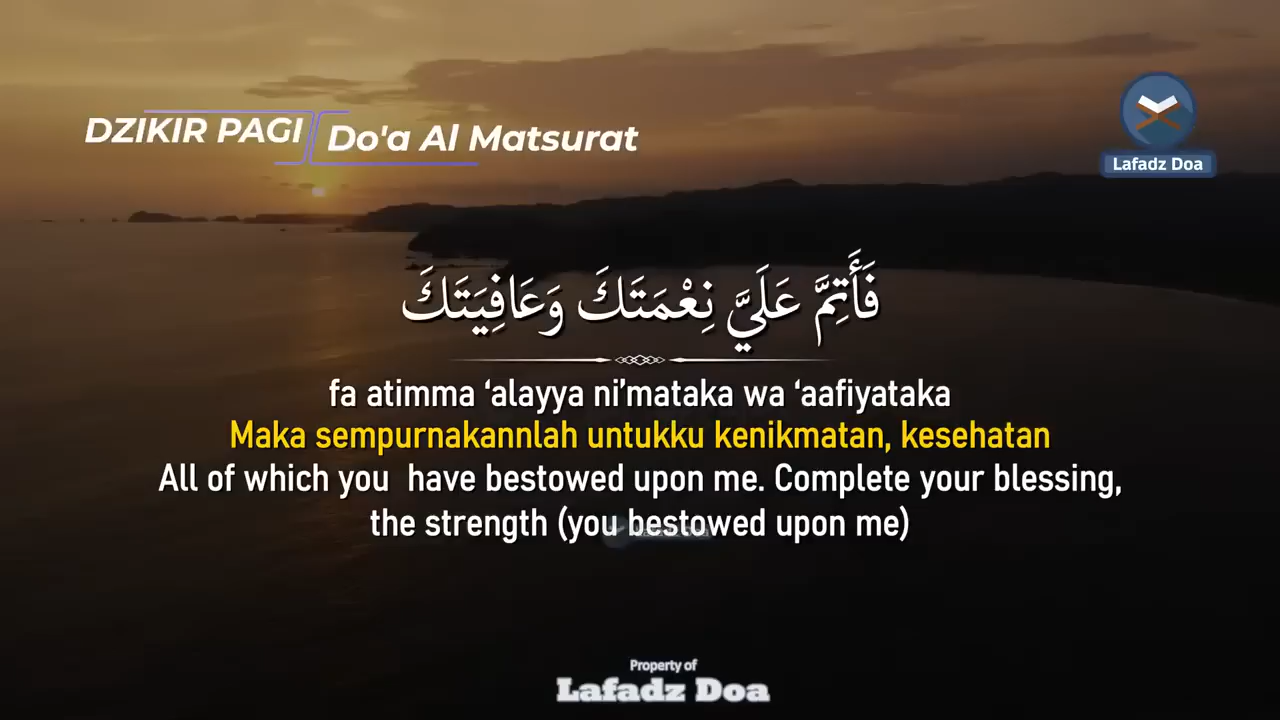 DZIKIR PAGI
Do'a Al Matsurat
Lafadz Doa
فَأَتِمَّ عَلَيَّ نِعْمَتَكَ وَعَافِيَتَكَ
fa atimma ‘alayya ni’mataka wa ‘aafiyataka
Maka sempurnakannlah untukku kenikmatan, kesehatan
All of which you have bestowed upon me. Complete your blessing,
the strength (you bestowed upon me)
Lafadz Doa
Property of
Lafadz Doa